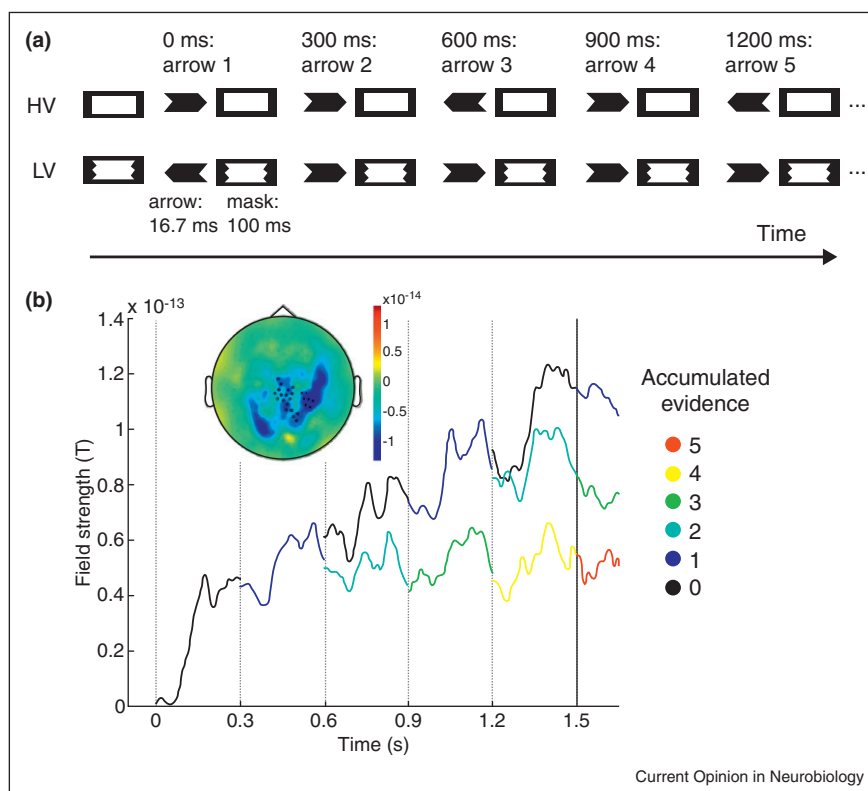 (a)
0 ms: 300 ms: 600 ms: 900 ms: 1200 ms:
arrow 1 arrow 2 arrow 3 arrow 4 arrow 5
HV
...
LV
...
arrow: mask:
16.7 ms 100 ms
Time
(b)
x 10-13
x10-14
1.4
1.2
1
0.8
0.6
0.4
0.2
0
Field strength (T)
1
0.5
0
-0.5
-1
Accumulated
evidence
5
4
3
2
1
0
0 0.3 0.6 0.9 1.2 1.5
Time (s)
Current Opinion in Neurobiology